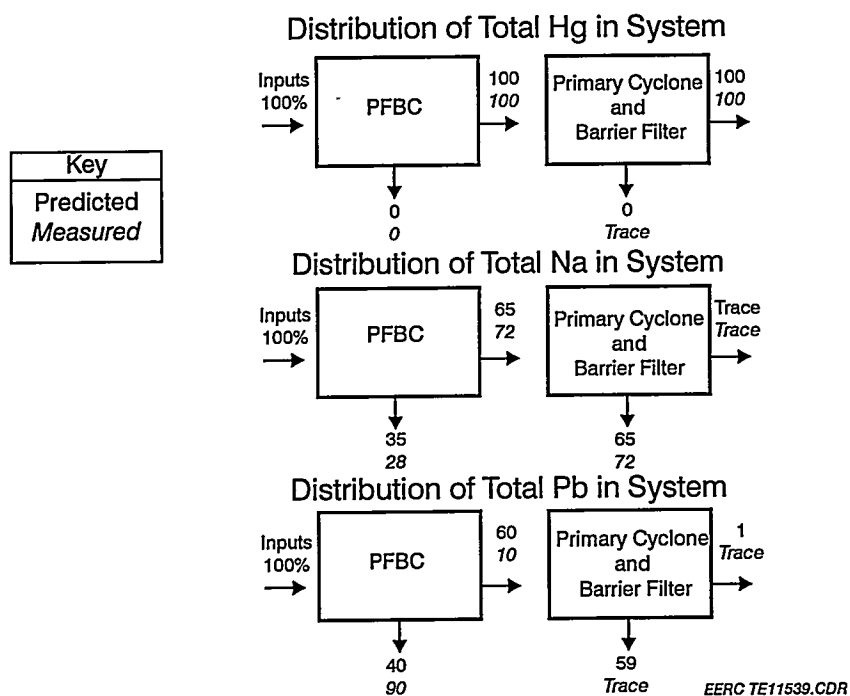 Distribution of Total Hg in System
Inputs
100%
PFBC
100
100
Primary Cyclone
and
Barrier Filter
100
100
0
0
0
Trace
Key
Predicted
Measured
Distribution of Total Na in System
Inputs
100%
PFBC
65
72
Primary Cyclone
and
Barrier Filter
Trace
Trace
35
28
65
72
Distribution of Total Pb in System
Inputs
100%
PFBC
60
10
Primary Cyclone
and
Barrier Filter
1
Trace
40
90
59
Trace
EERC TE11539.CDR